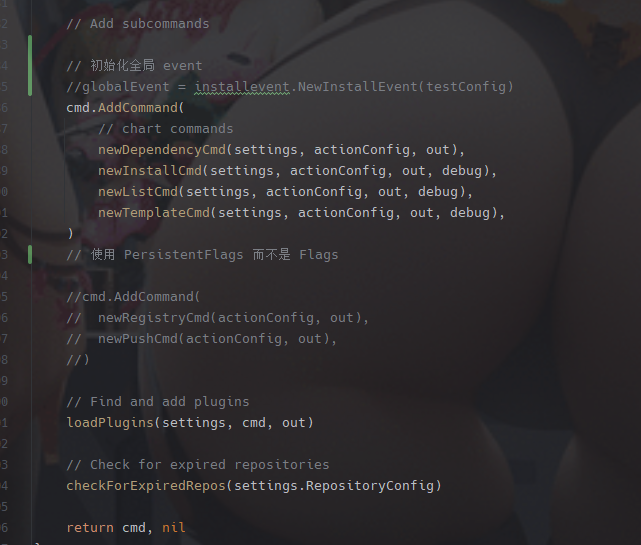 // Add subcommands
// 初始化全局 event
//globalEvent = installevent.NewInstallEvent(testConfig)
cmd.AddCommand(
// chart commands
newDependencyCmd(settings, actionConfig, out),
newInstallCmd(settings, actionConfig, out, debug),
newListCmd(settings, actionConfig, out, debug),
newTemplateCmd(settings, actionConfig, out, debug),
)
// 使用 PersistentFlags 而不是 Flags
//cmd.AddCommand(
//  newRegistryCmd(actionConfig, out),
//  newPushCmd(actionConfig, out),
//)
// Find and add plugins
loadPlugins(settings, cmd, out)
// Check for expired repositories
checkForExpiredRepos(settings.RepositoryConfig)
return cmd, nil